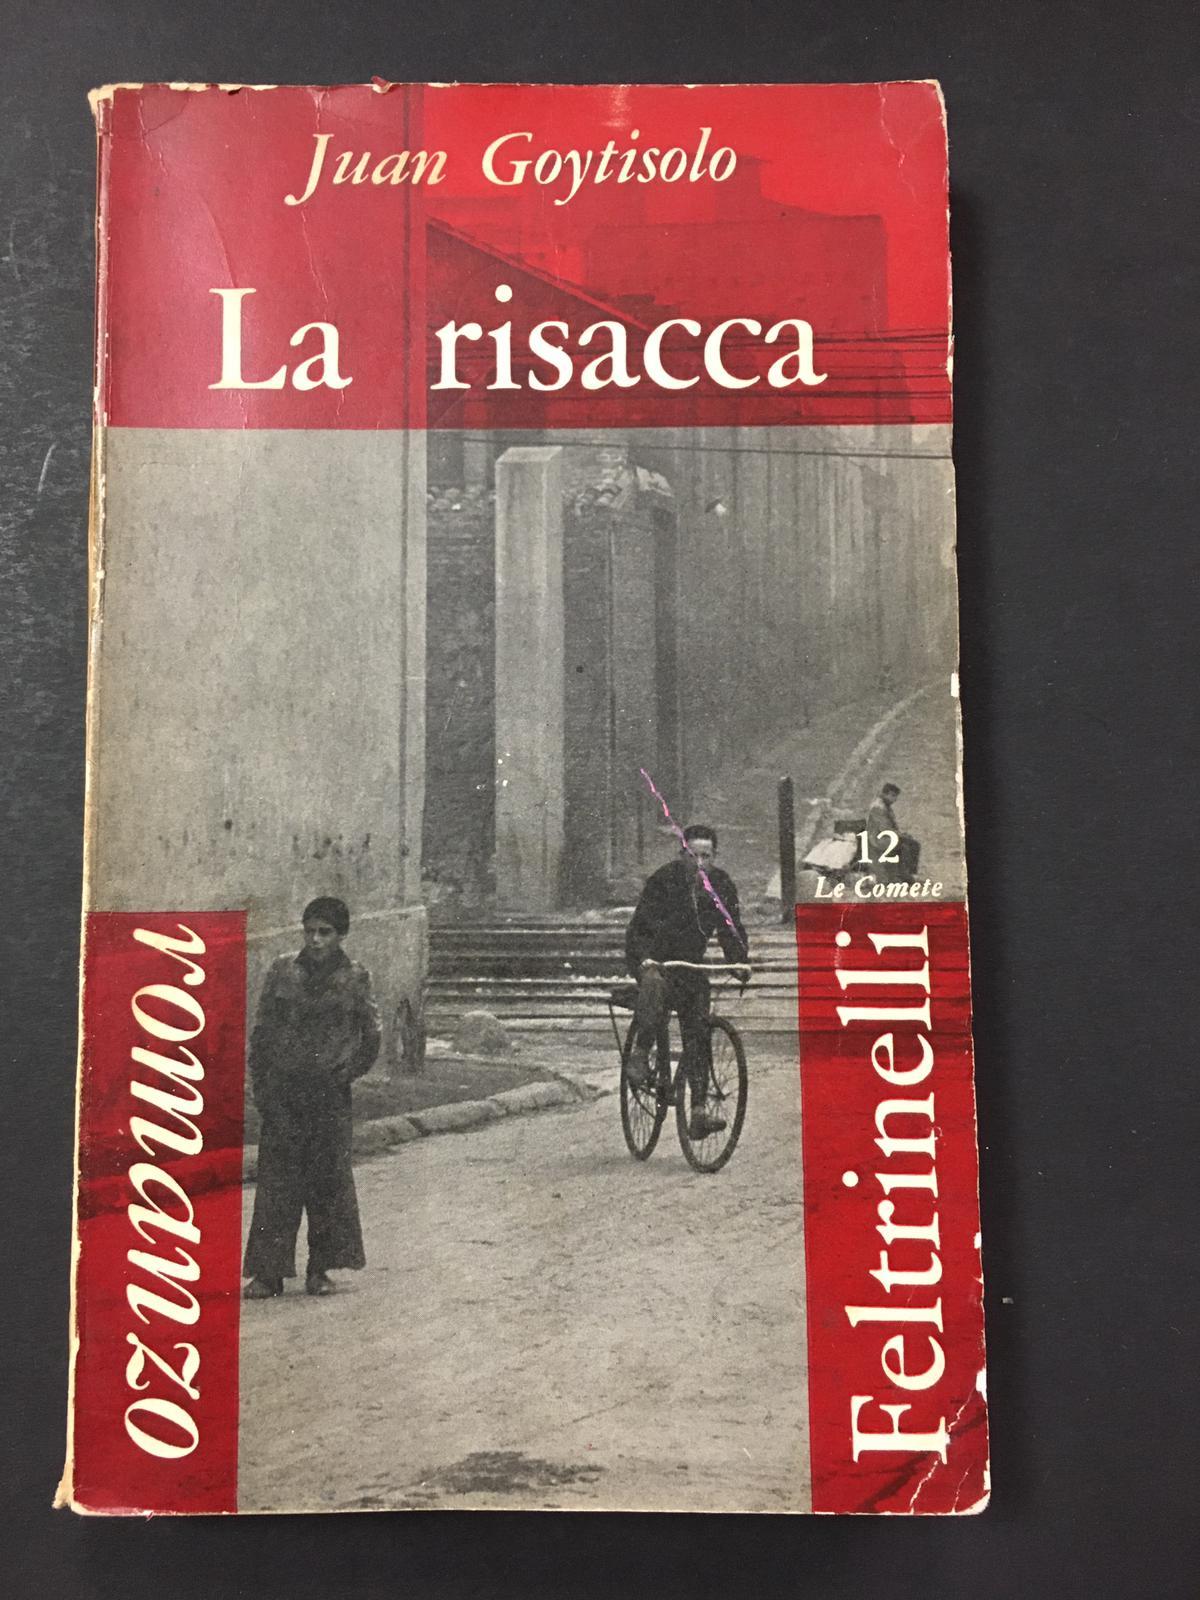 Juan Goytisolo
La risacca
12
Le Comete
romanzo
Feltrinelli